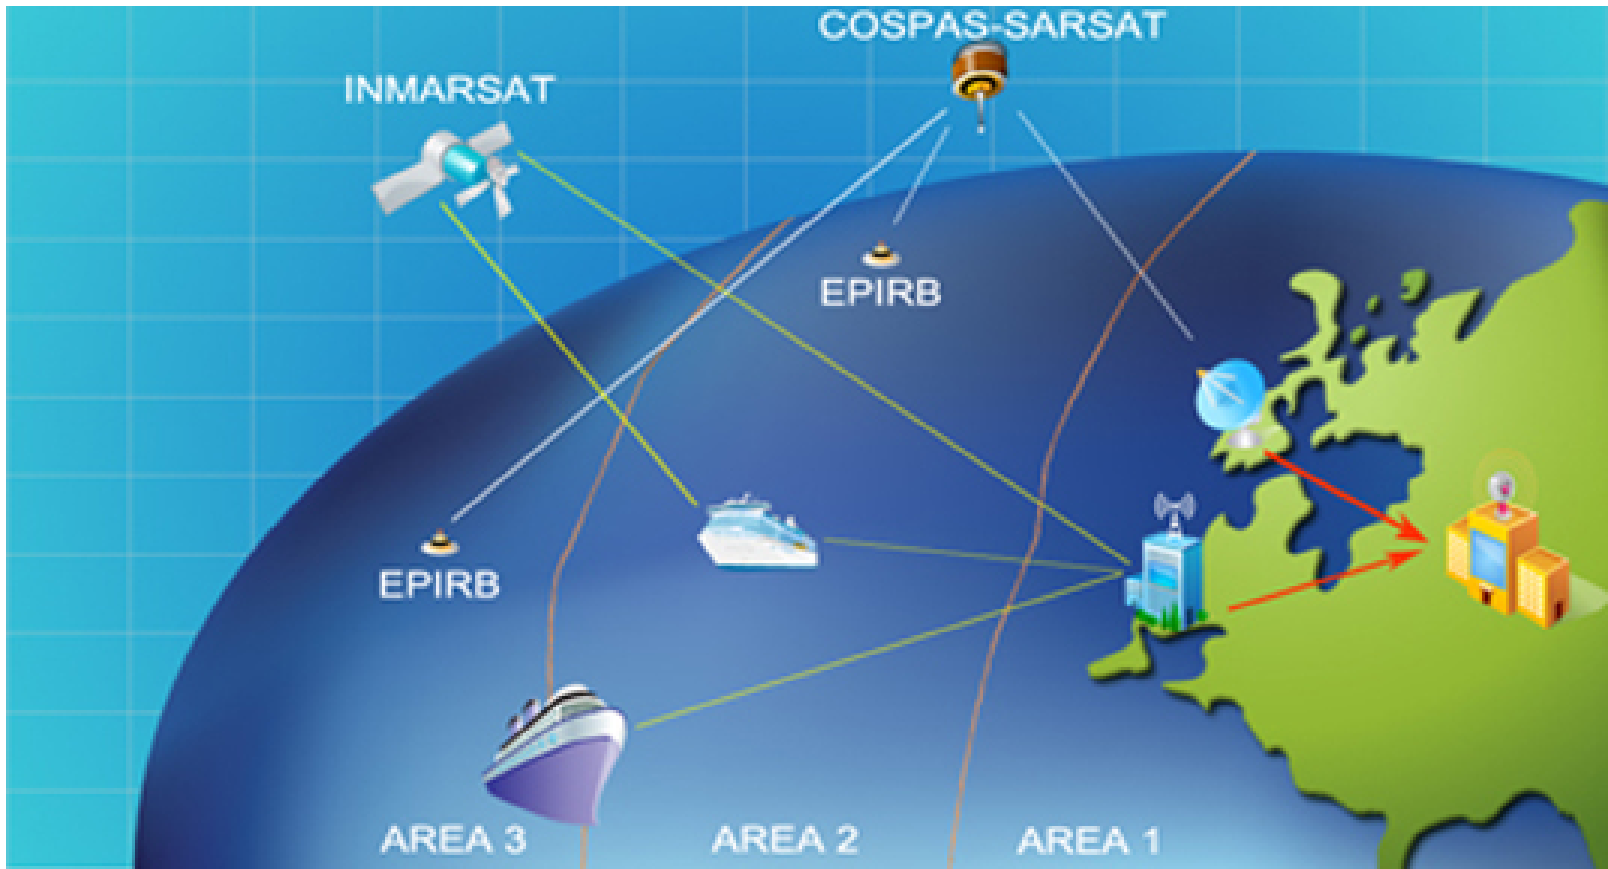 COSPAS-SARSAT
INMARSAT
EPIRB
EPIRB
AREA 3
AREA 2
AREA 1